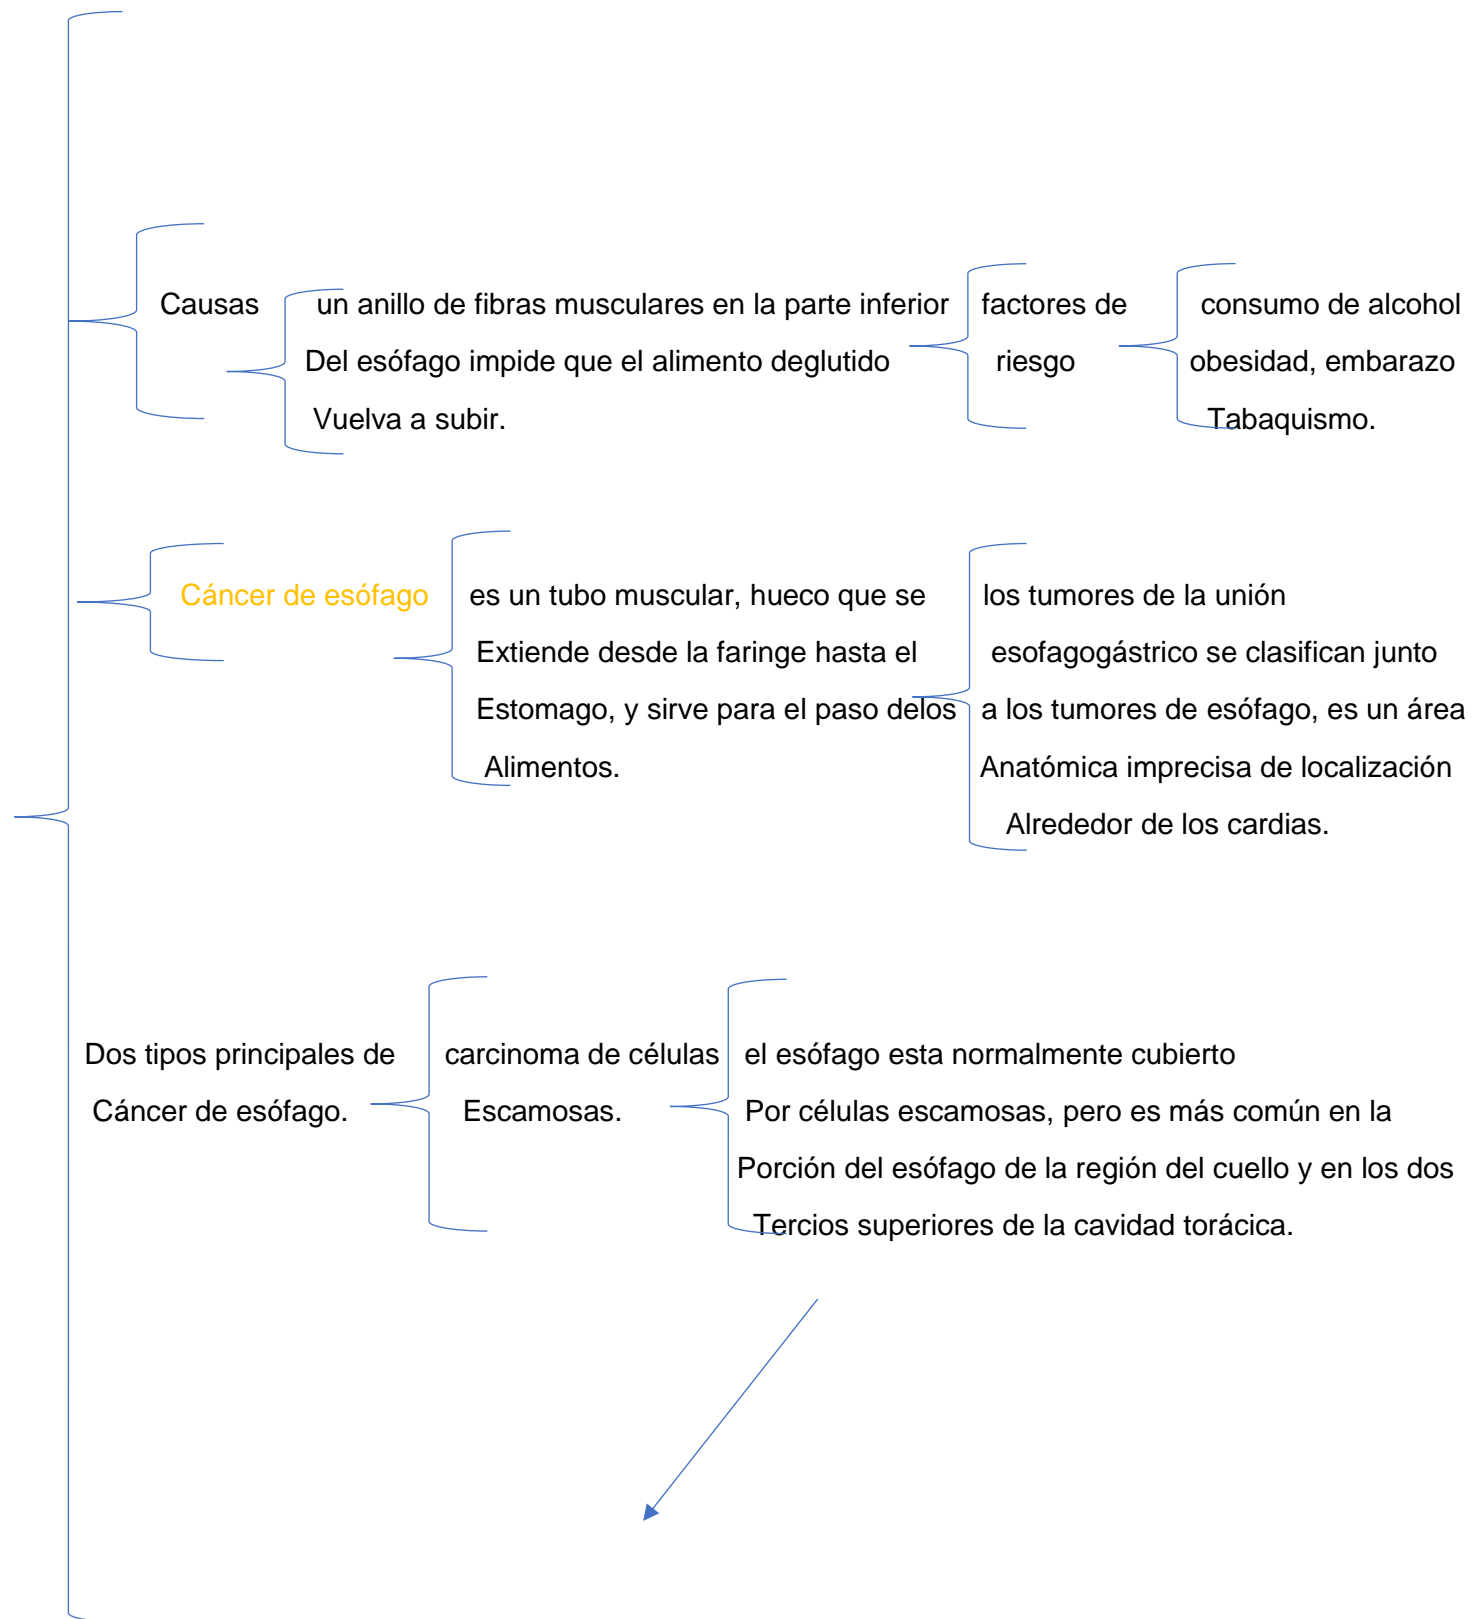 Causas
un anillo de fibras musculares en la parte inferior
Del esófago impide que el alimento deglutido
Vuelva a subir.
factores de
riesgo
consumo de alcohol
obesidad, embarazo
Tabaquismo.
Cáncer de esófago
es un tubo muscular, hueco que se
Extiende desde la faringe hasta el
Estomago, y sirve para el paso delos
Alimentos.
los tumores de la unión
esofagogástrico se clasifican junto
a los tumores de esófago, es un área
Anatómica imprecisa de localización
Alrededor de los cardias.
Dos tipos principales de
Cáncer de esófago.
carcinoma de células
Escamosas.
el esófago esta normalmente cubierto
Por células escamosas, pero es más común en la
Porción del esófago de la región del cuello y en los dos
Tercios superiores de la cavidad torácica.